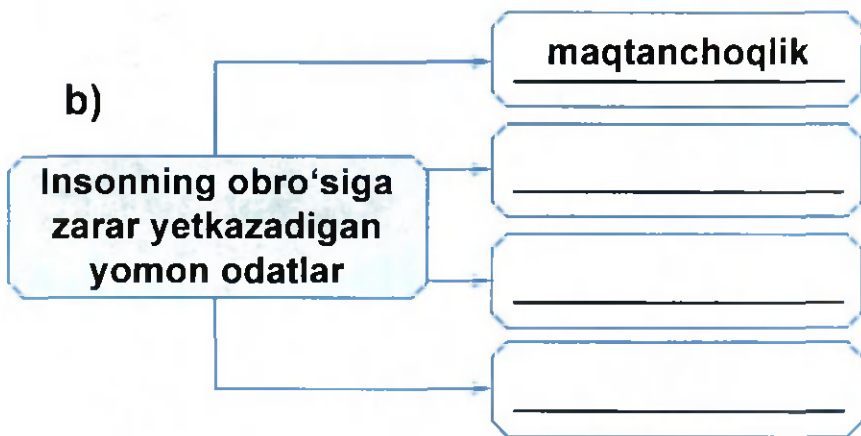 maqtanchoqlik
b)
Insonning obro‘siga
zarar yetkazadigan
yomon odatlar